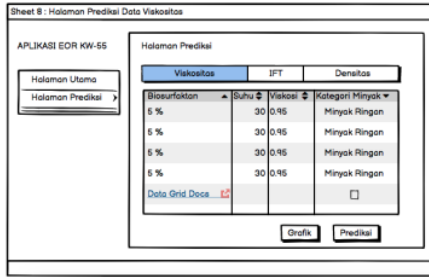 Sheet 8 : Halaman Prediksi Data Viskositas
APLIKASI EOR KW-55
Halaman Utama
Halaman Prediksi
Halaman Prediksi
Viskositas IFT Densitas
Biosurfaktan Suhu Viskosi Kategori Minyak
5 % 30 0.95 Minyak Ringan
5 % 30 0.95 Minyak Ringan
5 % 30 0.95 Minyak Ringan
5 % 30 0.95 Minyak Ringan
Data Grid Docs
Grafik Prediksi